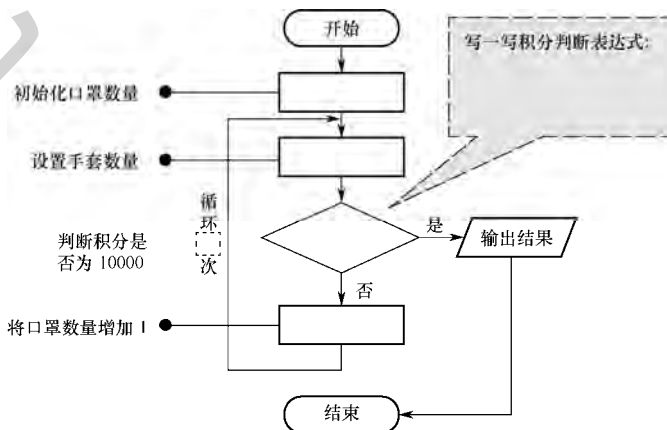 开始
写一写积分判断表达式:
初始化口罩数量
设置手套数量
循
环
次
判断积分是
否为 10000
是
输出结果
否
将口罩数量增加 1
结束